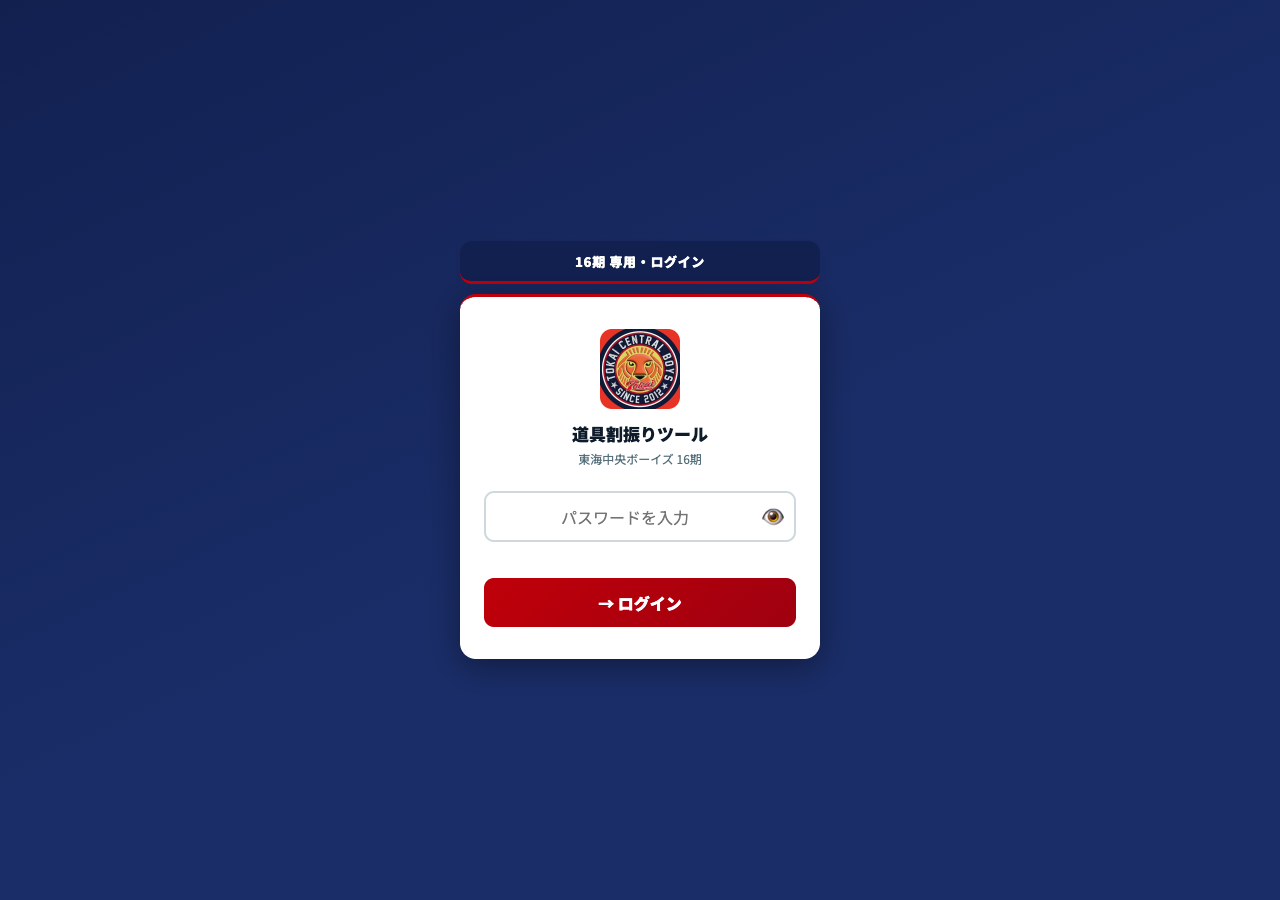 16期 専用・ログイン
TOKAI CENTRAL BOYS
SINCE 2012
道具割振りツール
東海中央ボーイズ 16期
パスワードを入力
→ ログイン